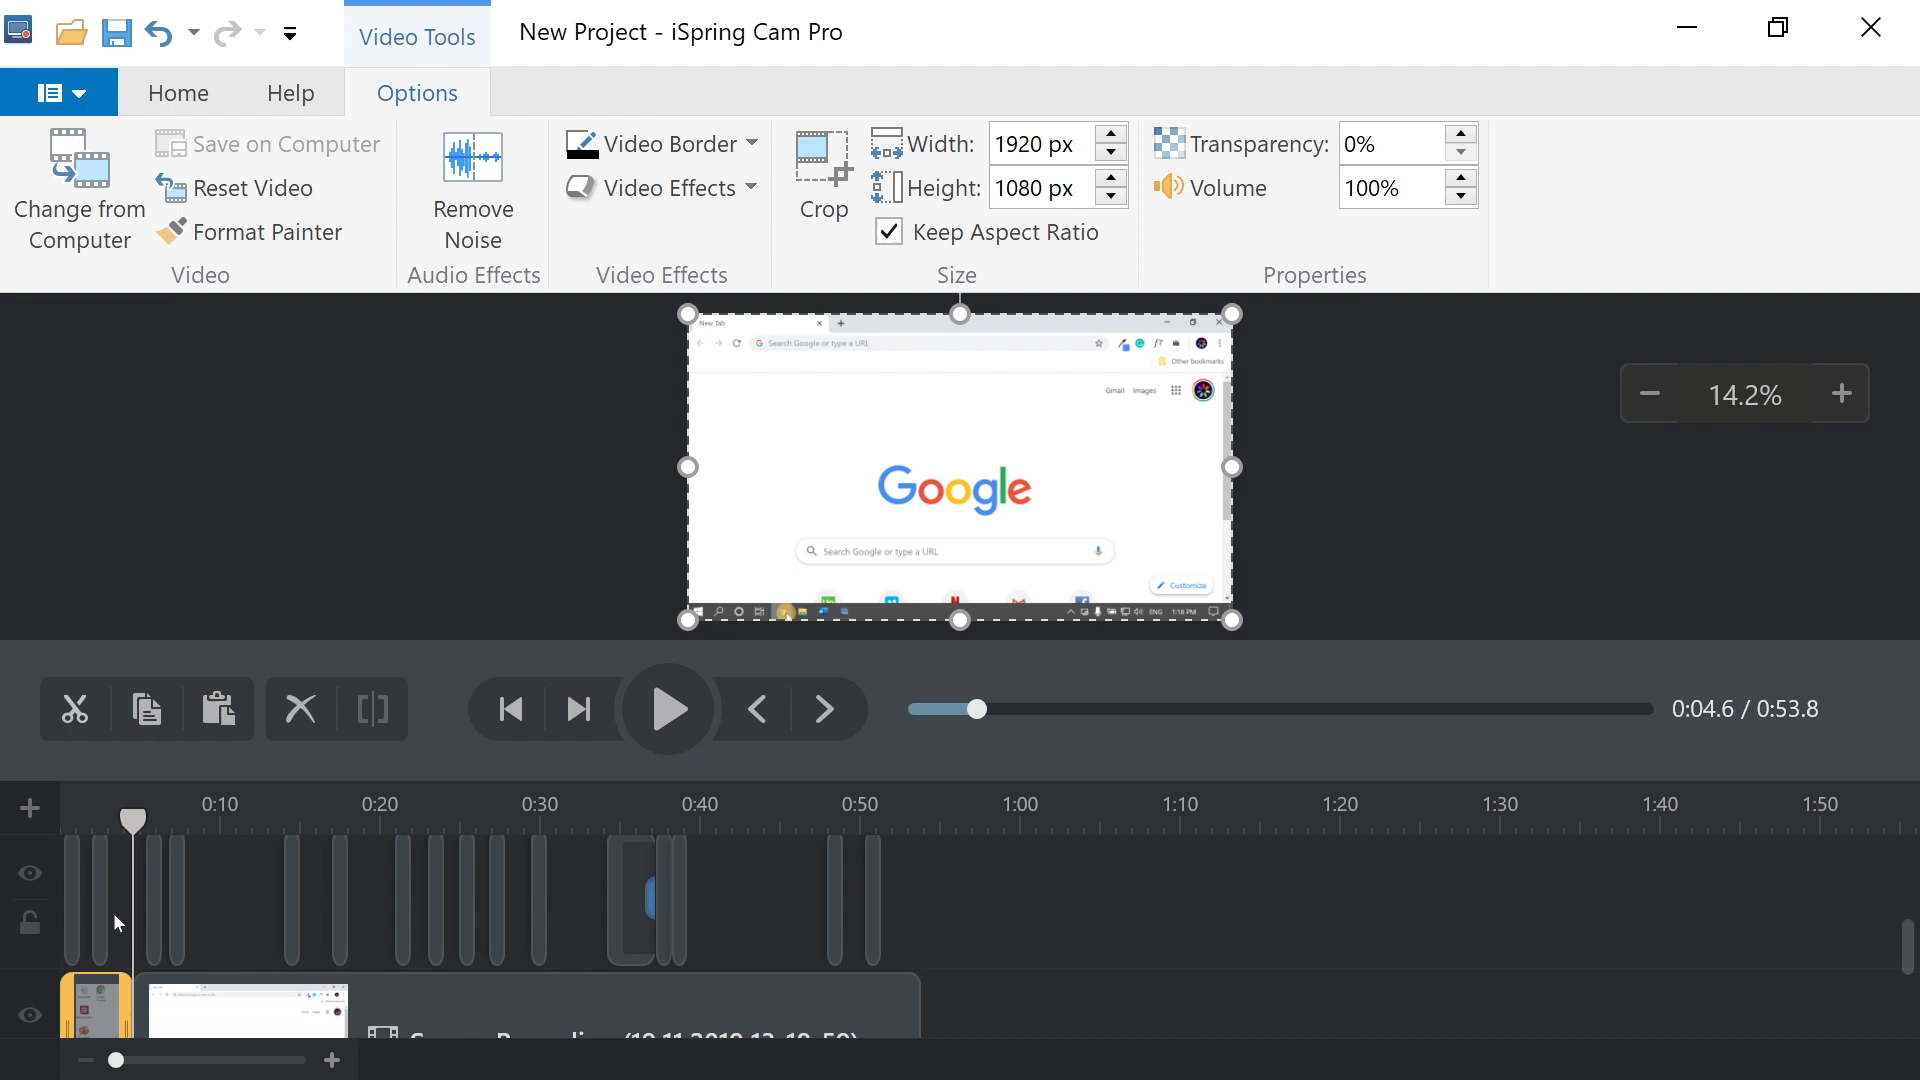 Video Tools
New Project - iSpring Cam Pro
Home
Help
Options
Change from
Computer
Save on Computer
Reset Video
Format Painter
Video
Remove
Noise
Audio Effects
Video Border
Video Effects
Video Effects
Crop
Width: 1920 px
Height: 1080 px
Keep Aspect Ratio
Size
Transparency: 0%
Volume 100%
Properties
New Tab
Search Google or type a URL
Other bookmarks
Gmail Images
Google
Search Google or type a URL
Customize
ENG 1:18 PM
14.2%
0:04.6 / 0:53.8
0:10 0:20 0:30 0:40 0:50 1:00 1:10 1:20 1:30 1:40 1:50